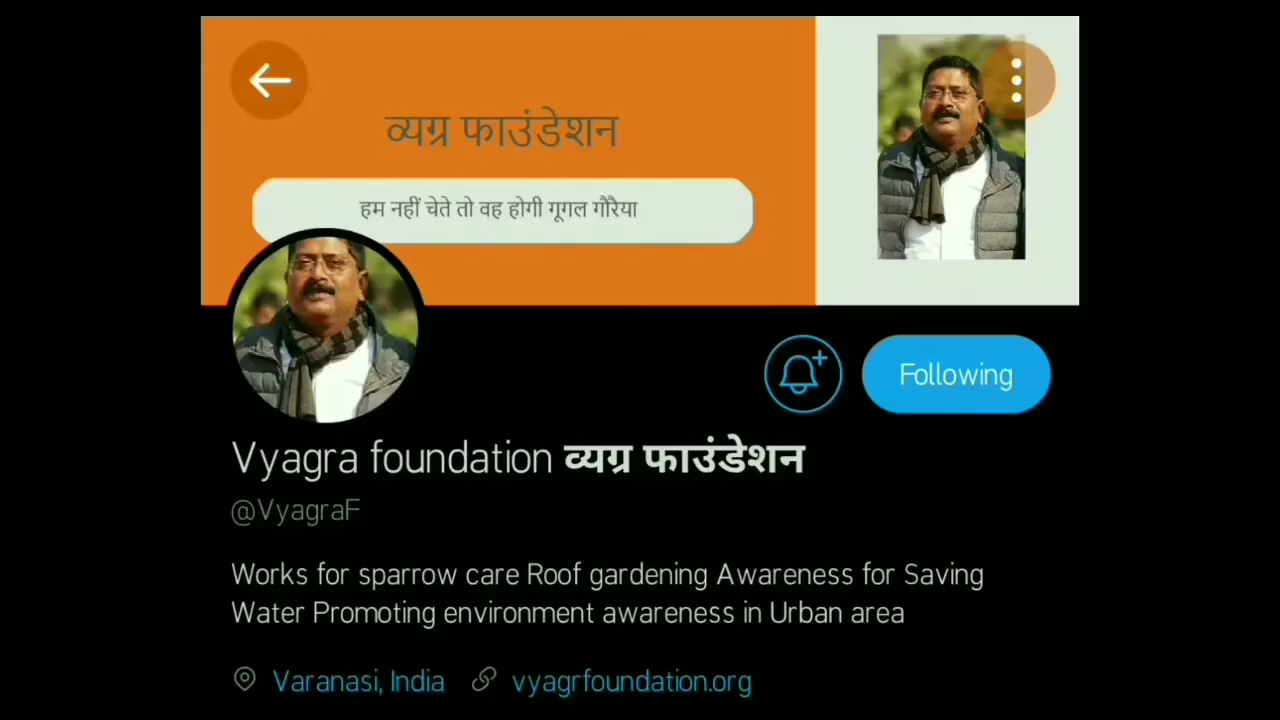 व्यग्र फाउंडेशन
हम नहीं चेते तो वह होगी गूगल गौरैया
Following
Vyagra foundation व्यग्र फाउंडेशन
@VyagraF
Works for sparrow care Roof gardening Awareness for Saving
Water Promoting environment awareness in Urban area
Varanasi, India vyagrfoundation.org